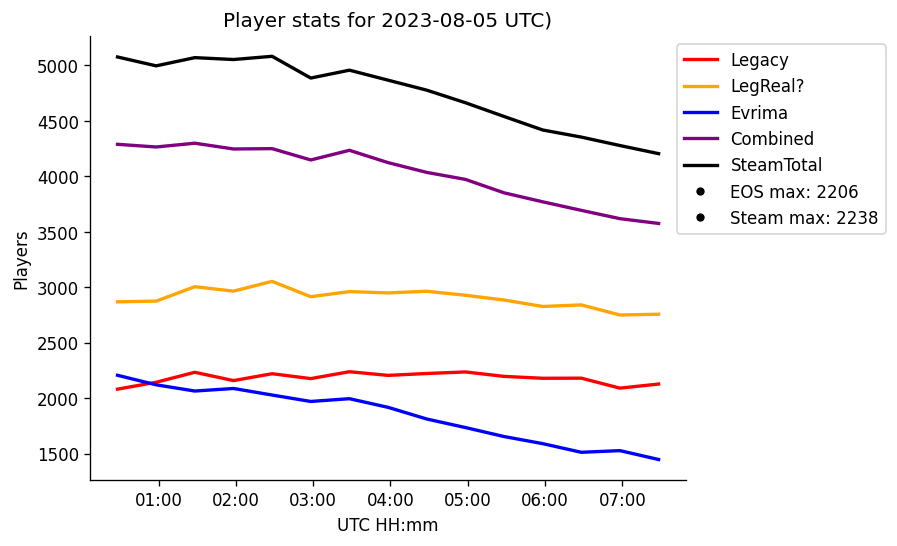 Player stats for 2023-08-05 UTC)
Legacy
LegReal?
Evrima
Combined
SteamTotal
EOS max: 2206
Steam max: 2238
Players
5000
4500
4000
3500
3000
2500
2000
1500
01:00 02:00 03:00 04:00 05:00 06:00 07:00
UTC HH:mm